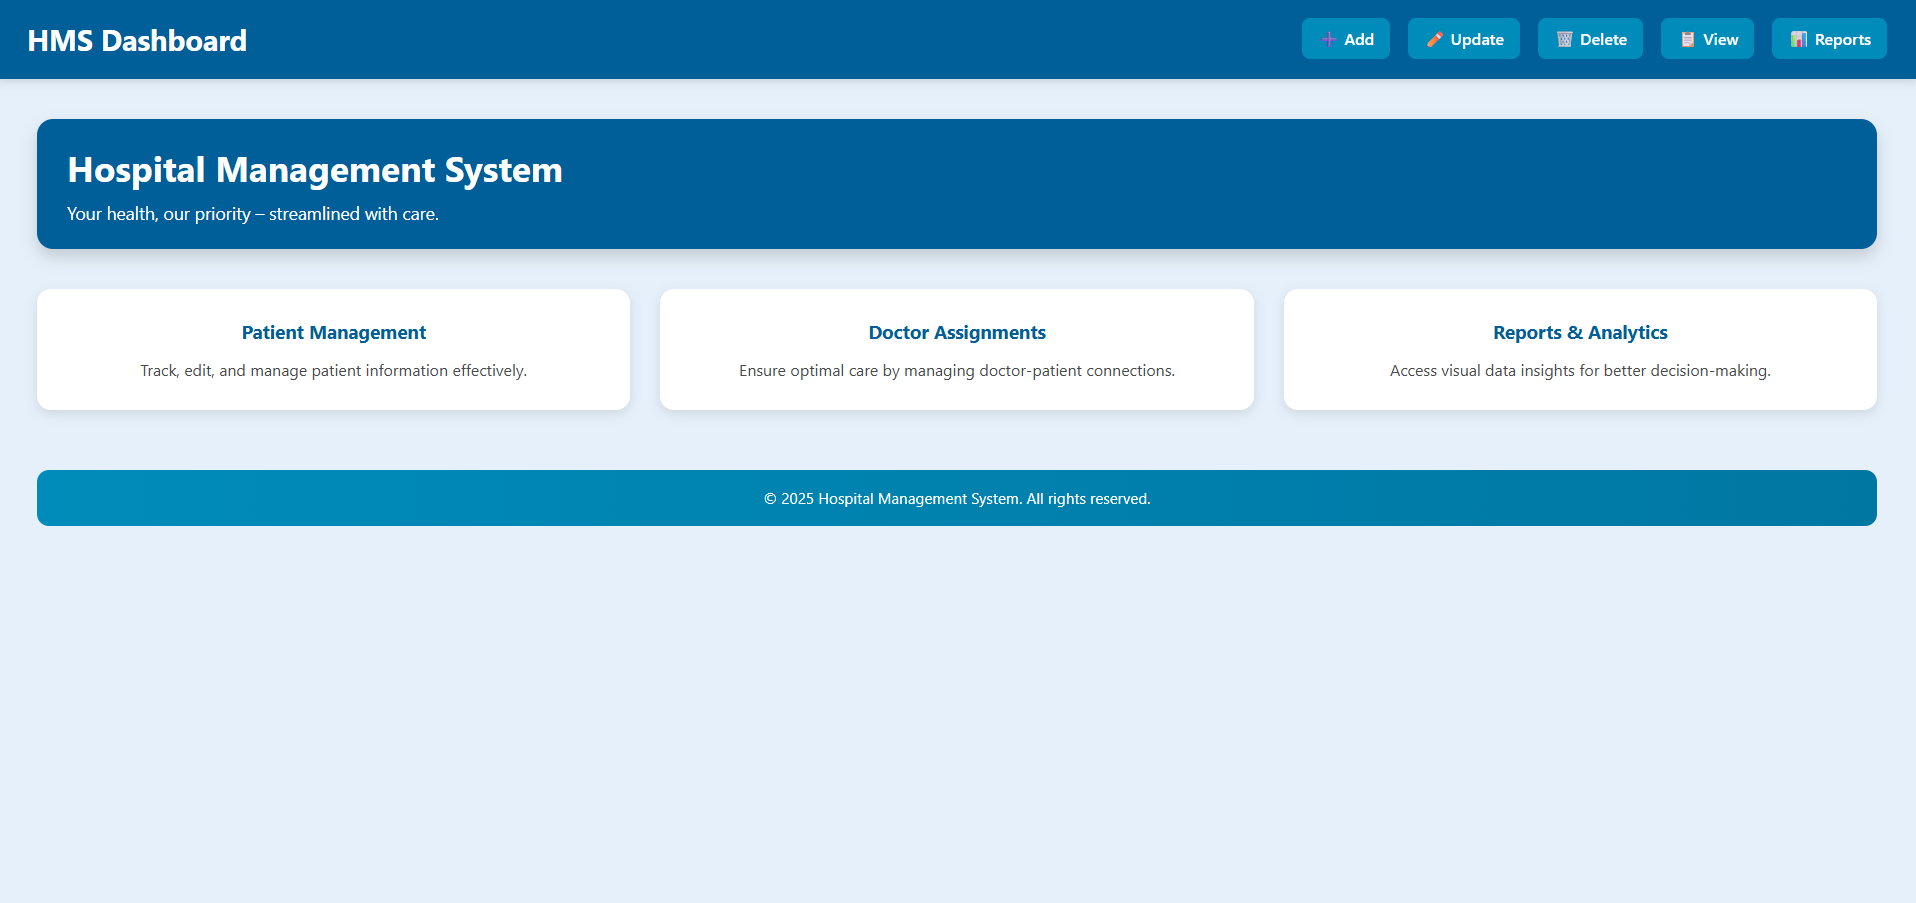 HMS Dashboard
Add
Update
Delete
View
Reports
Hospital Management System
Your health, our priority – streamlined with care.
Patient Management
Track, edit, and manage patient information effectively.
Doctor Assignments
Ensure optimal care by managing doctor-patient connections.
Reports & Analytics
Access visual data insights for better decision-making.
© 2025 Hospital Management System. All rights reserved.